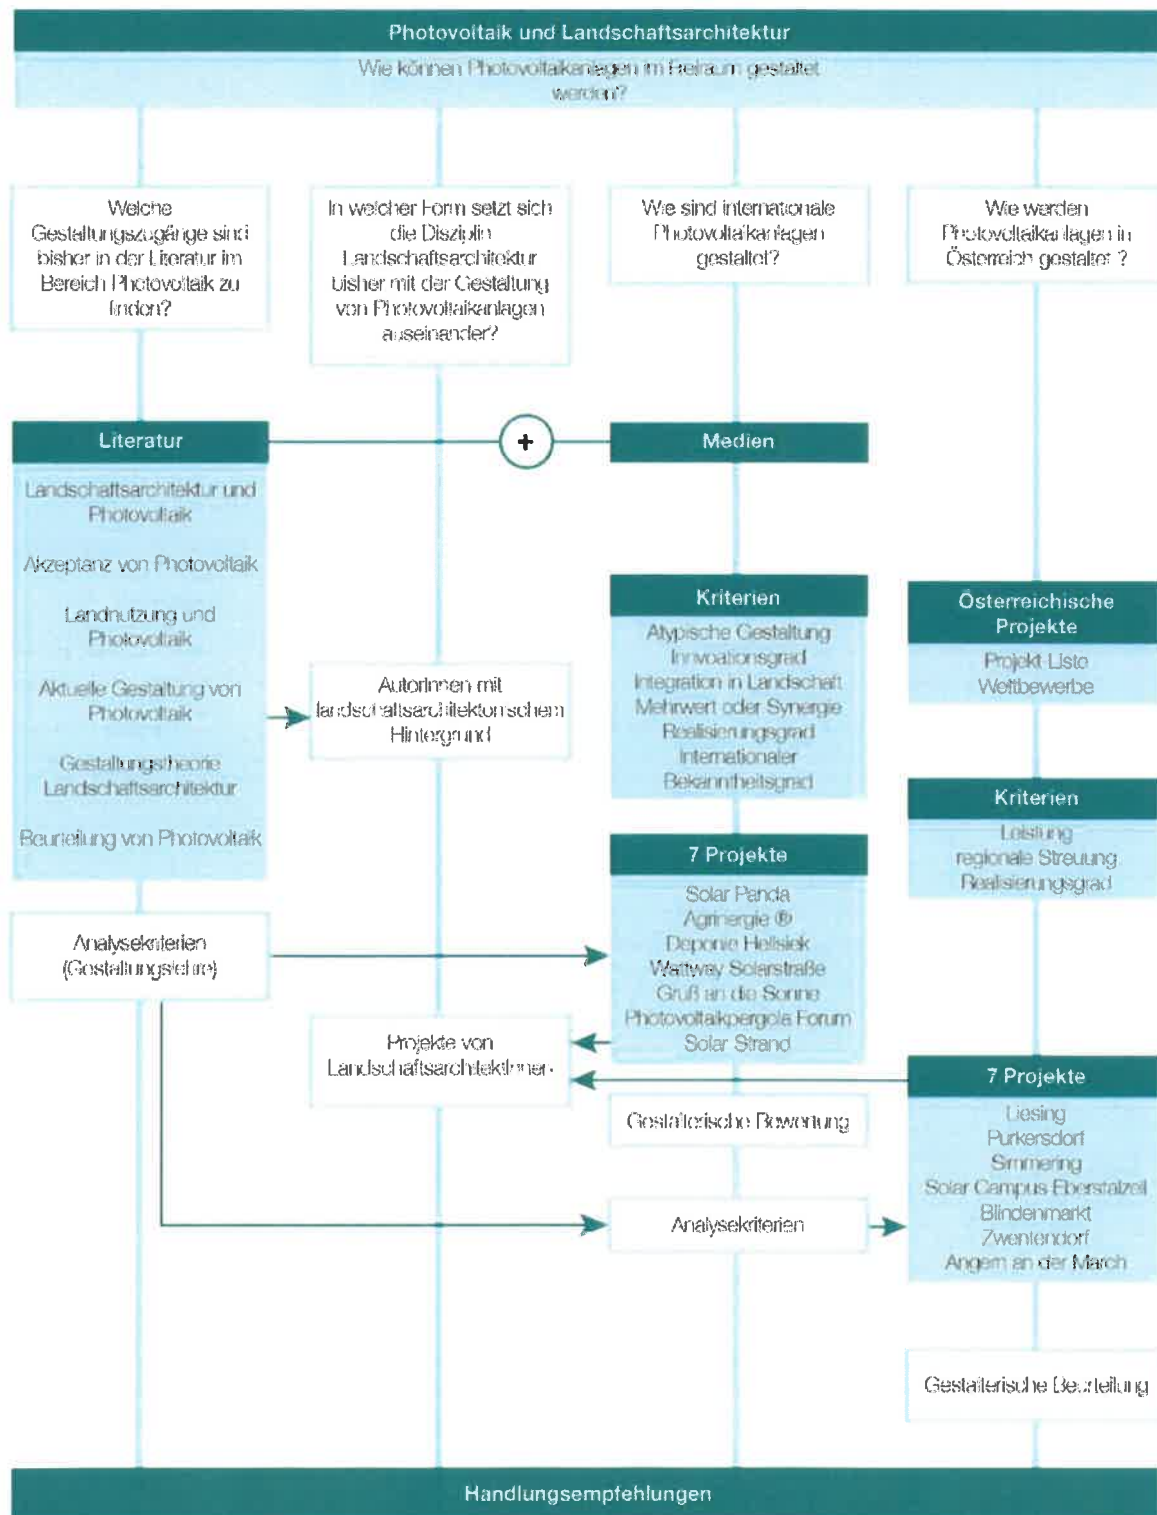 Photovoltaik und Landschaftsarchitektur
Wie können Photovoltaikanlagen im Freiraum gestaltet
werden?
Welche
Gestaltungszugänge sind
bisher in der Literatur im
Bereich Photovoltaik zu
finden?
In welcher Form setzt sich
die Disziplin
Landschaftsarchitektur
bisher mit der Gestaltung
von Photovoltaikanlagen
auseinander?
Wie sind internationale
Photovoltaikanlagen
gestaltet?
Wie werden
Photovoltaikanlagen in
Österreich gestaltet ?
Literatur
+
Medien
Landschaftsarchitektur und
Photovoltaik
Akzeptanz von Photovoltaik
Landnutzung und
Photovoltaik
Aktuelle Gestaltung von
Photovoltaik
Gestaltungstheorie
Landschaftsarchitektur
Beurteilung von Photovoltaik
AutorInnen mit
landschaftsarchitektonischem
Hintergrund
Kriterien
Atypische Gestaltung
Innvoationsgrad
Integration in Landschaft
Mehrwert oder Synergie
Realisierungsgrad
Internationaler
Bekanntheitsgrad
Österreichische
Projekte
Projekt Liste
Wettbewerbe
Kriterien
Leistung
regionale Streuung
Realisierungsgrad
7 Projekte
Solar Panda
Agrinergie ®
Deponie Hellsiek
Wattway Solarstraße
Gruß an die Sonne
Photovoltaikpergola Forum
Solar Strand
Analysekriterien
(Gestaltungslehre)
Projekte von
LandschaftsarchitektInnen
Gestalterische Bewertung
7 Projekte
Liesing
Purkersdorf
Simmering
Solar Campus Eberstalzell
Blindenmarkt
Zwentendorf
Angern an der March
Analysekriterien
Gestalterische Beurteilung
Handlungsempfehlungen